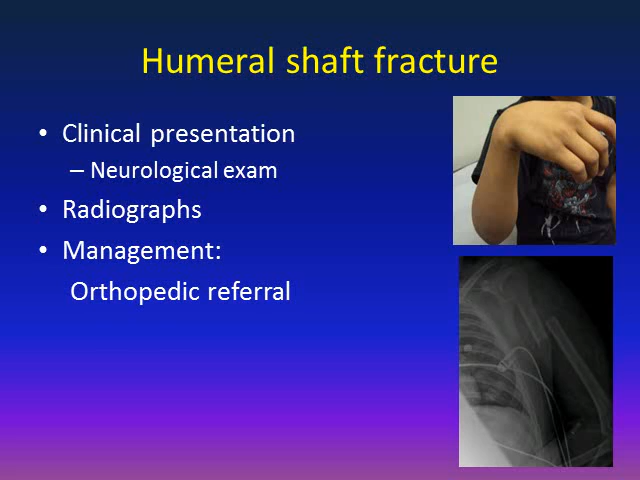 Humeral shaft fracture
• Clinical presentation
– Neurological exam
• Radiographs
• Management:
Orthopedic referral